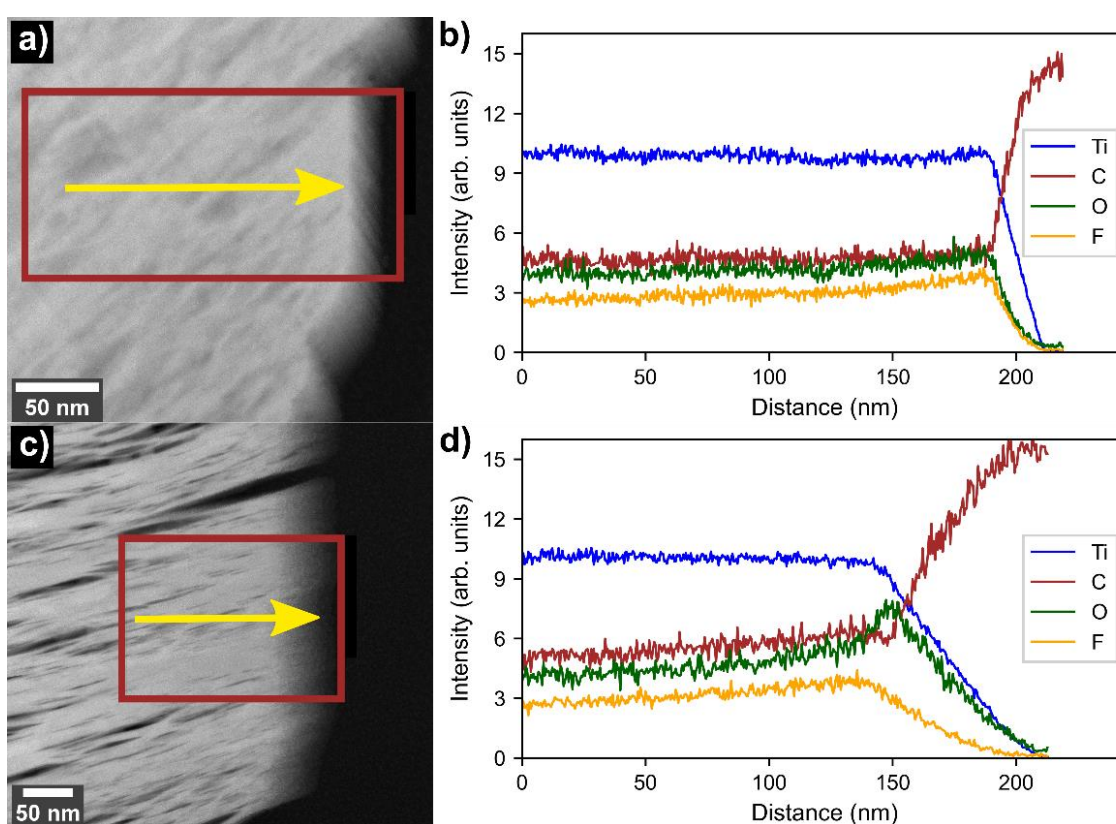 a)
50 nm
b)
Intensity (arb. units)
15
12
9
6
3
0
0 50 100 150 200
Distance (nm)
Ti
C
O
F
c)
50 nm
d)
Intensity (arb. units)
15
12
9
6
3
0
0 50 100 150 200
Distance (nm)
Ti
C
O
F